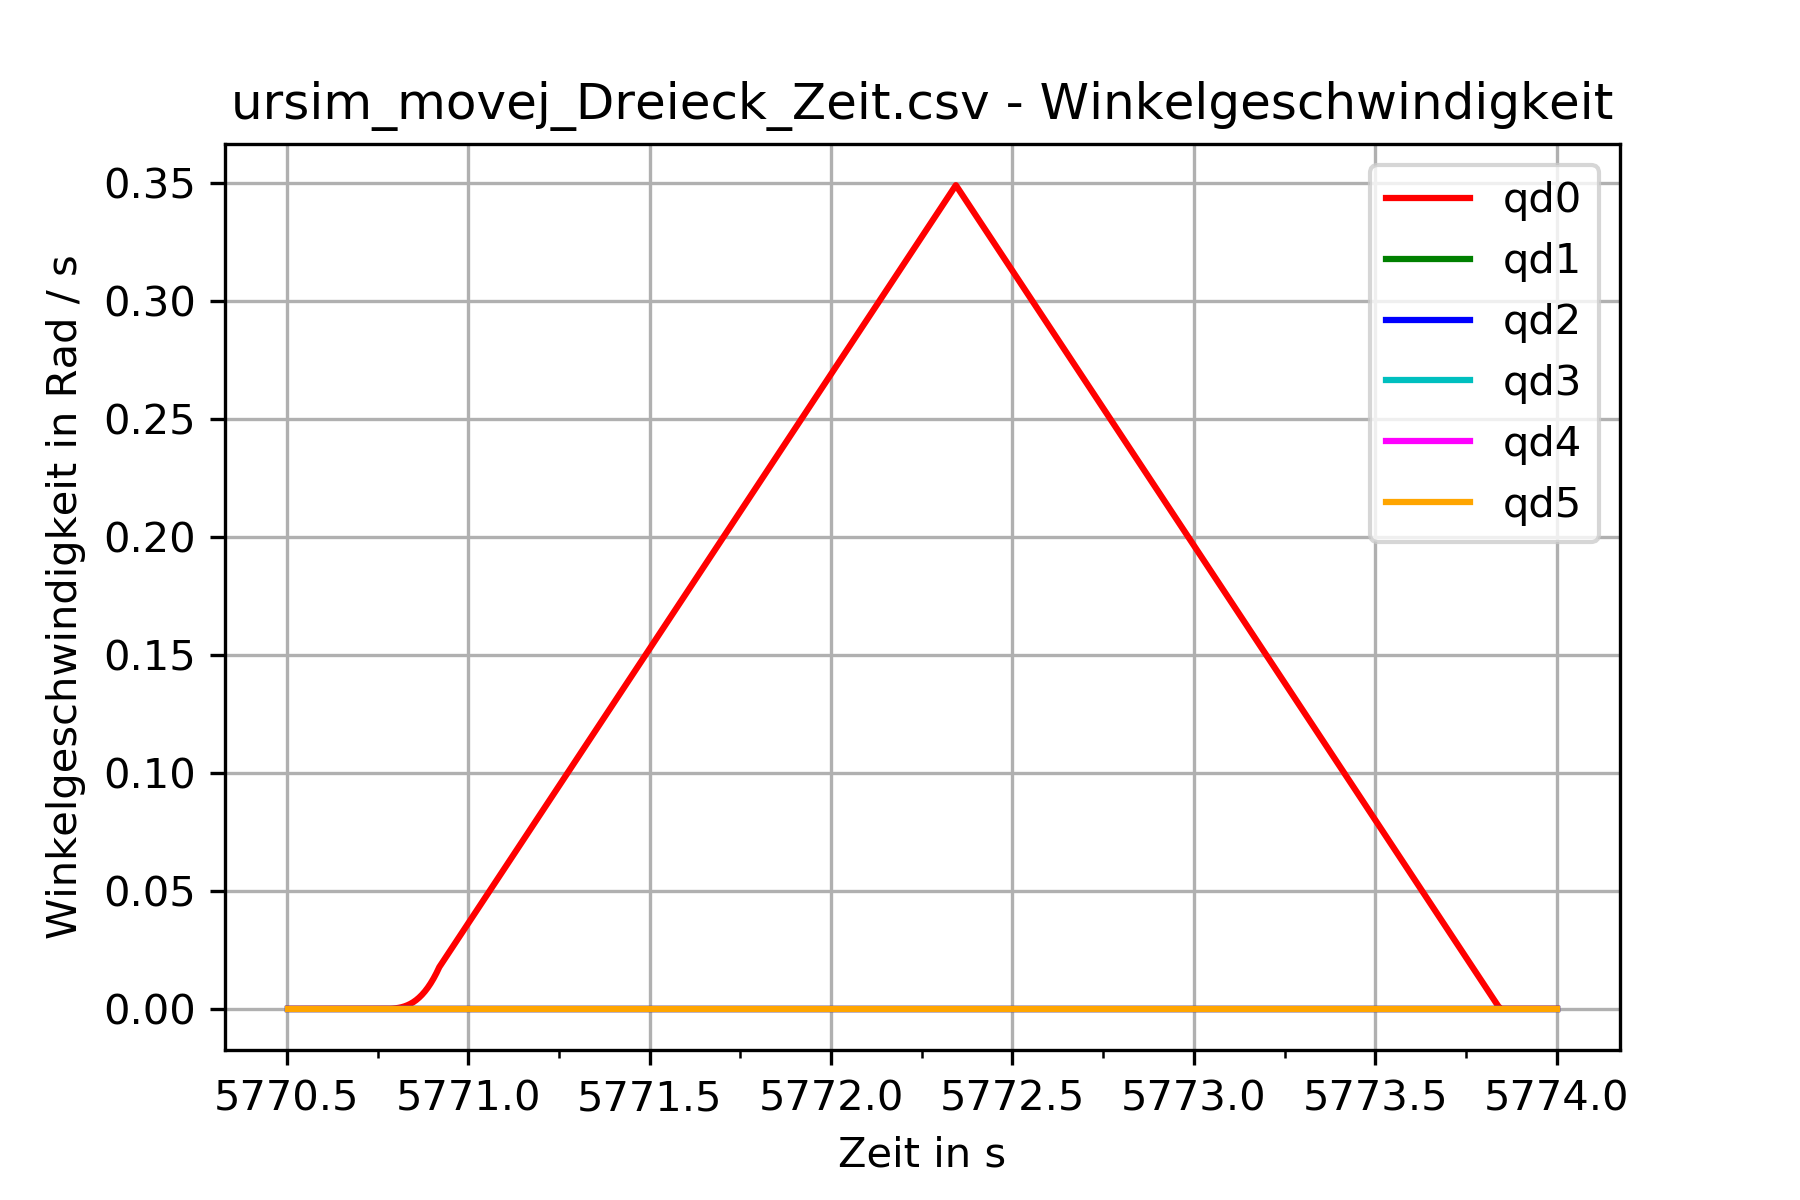 ursim_movej_Dreieck_Zeit.csv - Winkelgeschwindigkeit
Winkelgeschwindigkeit in Rad / s
0.35
0.30
0.25
0.20
0.15
0.10
0.05
0.00
qd0
qd1
qd2
qd3
qd4
qd5
5770.5 5771.0 5771.5 5772.0 5772.5 5773.0 5773.5 5774.0
Zeit in s